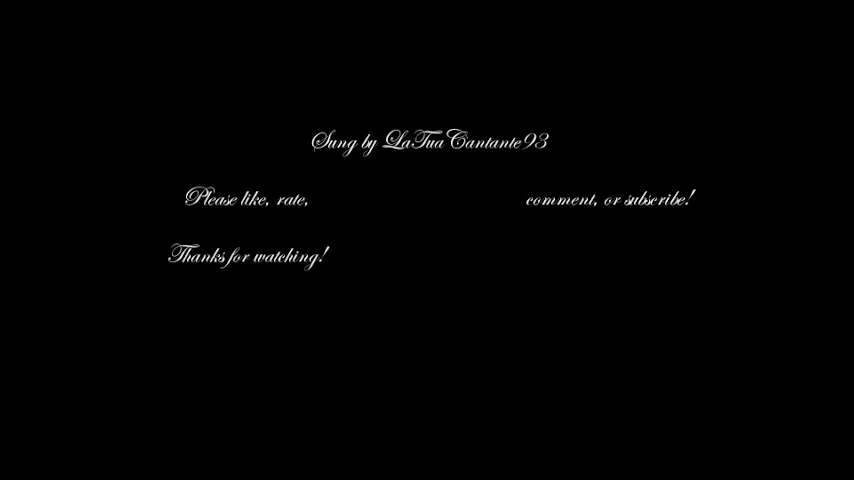 Sung by LaTuaCantante93
Please like, rate, comment, or subscribe!
Thanks for watching!